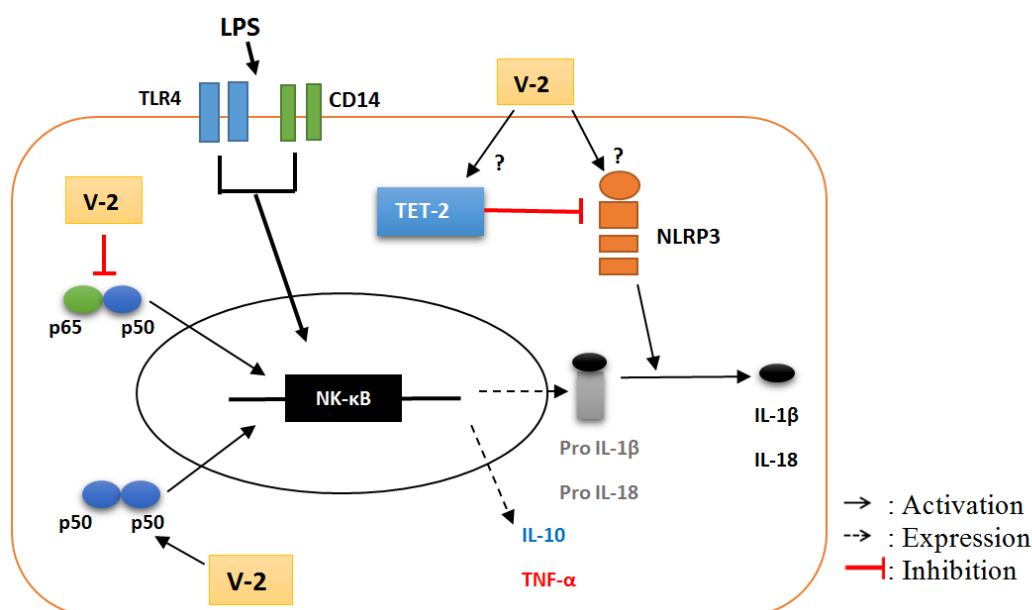 LPS
TLR4
CD14
V-2
?
?
V-2
TET-2
NLRP3
p65
p50
NK-κB
IL-1β
Pro IL-1β
IL-18
Pro IL-18
p50
p50
IL-10
V-2
TNF-α
: Activation
: Expression
: Inhibition